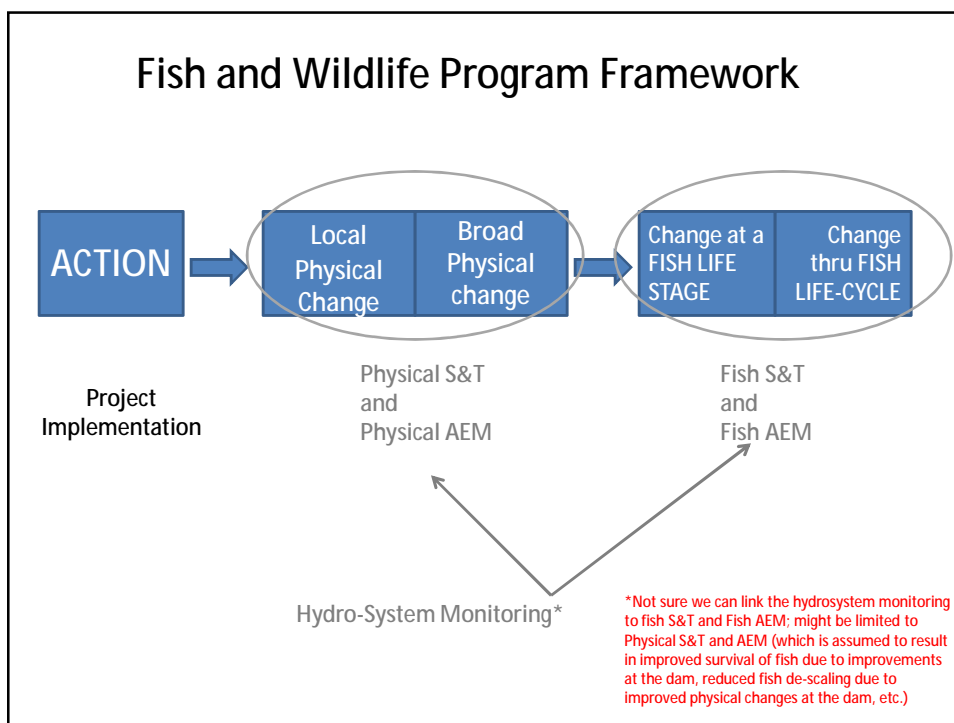 Fish and Wildlife Program Framework
ACTION
Local
Physical
Change
Broad
Physical
change
Change at a
FISH LIFE
STAGE
Change
thru FISH
LIFE-CYCLE
Project
Implementation
Physical S&T
and
Physical AEM
Fish S&T
and
Fish AEM
Hydro-System Monitoring*
*Not sure we can link the hydrosystem monitoring
to fish S&T and Fish AEM; might be limited to
Physical S&T and AEM (which is assumed to result
in improved survival of fish due to improvements
at the dam, reduced fish de-scaling due to
improved physical changes at the dam, etc.)